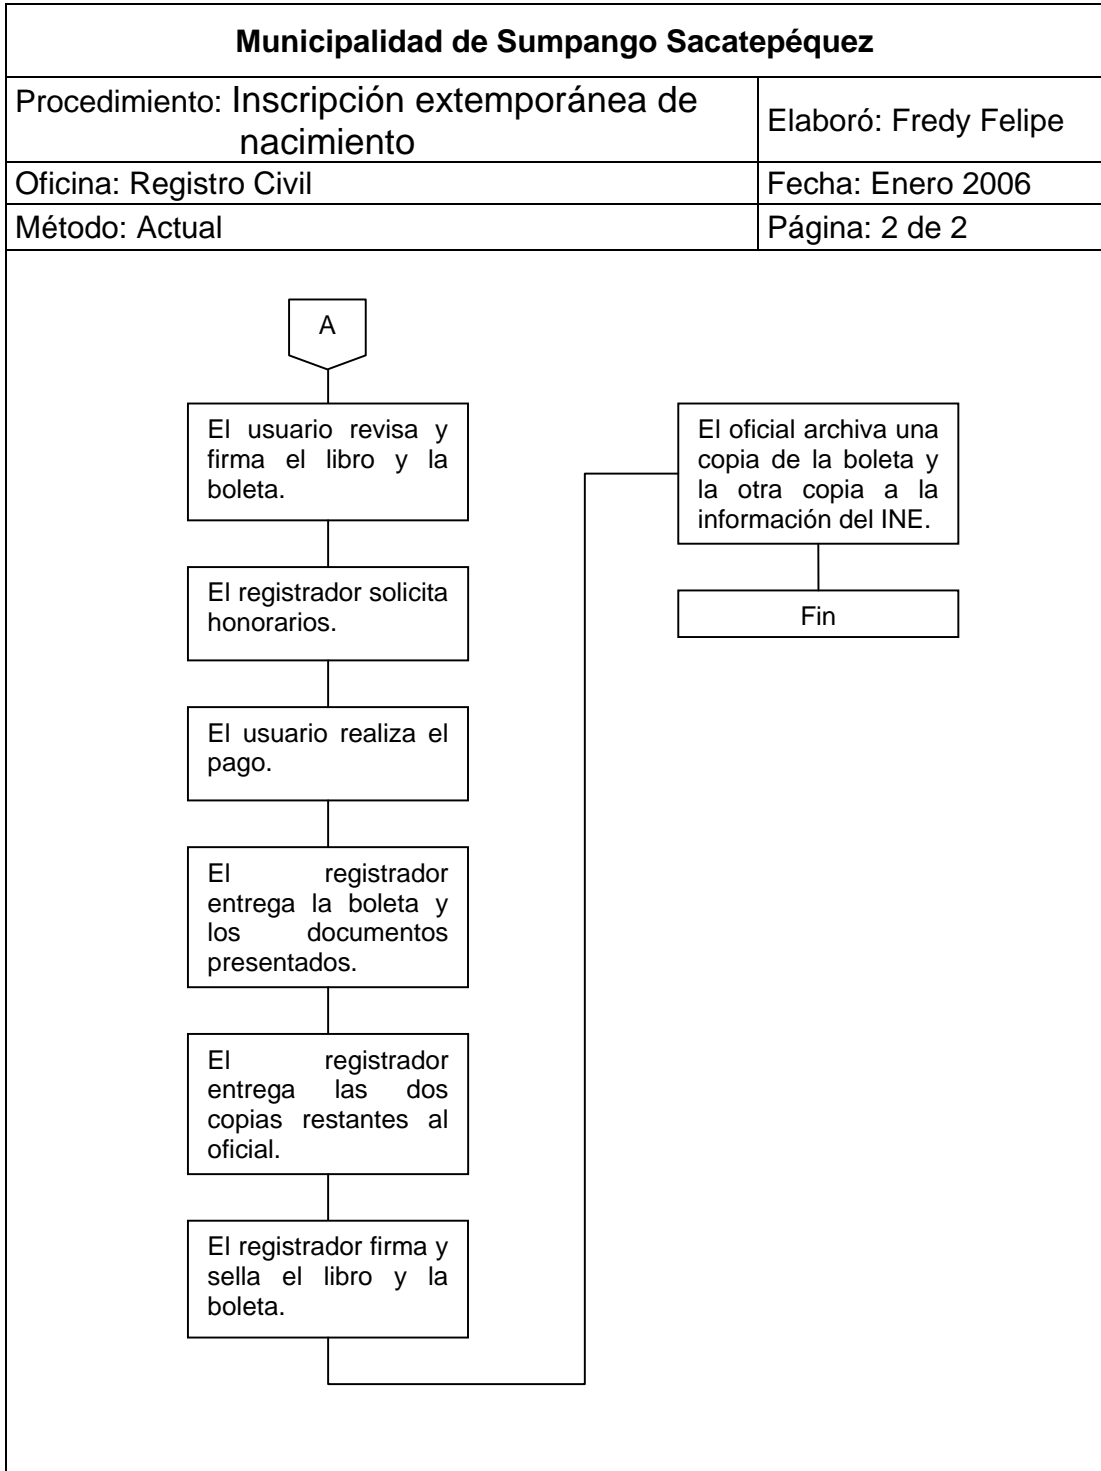 Municipalidad de Sumpango Sacatepéquez
Procedimiento: Inscripción extemporánea de
nacimiento
Elaboró: Fredy Felipe
Oficina: Registro Civil
Fecha: Enero 2006
Método: Actual
Página: 2 de 2
A
El usuario revisa y
firma el libro y la
boleta.
El registrador solicita
honorarios.
El usuario realiza el
pago.
El registrador
entrega la boleta y
los documentos
presentados.
El registrador
entrega las dos
copias restantes al
oficial.
El registrador firma y
sella el libro y la
boleta.
El oficial archiva una
copia de la boleta y
la otra copia a la
información del INE.
Fin